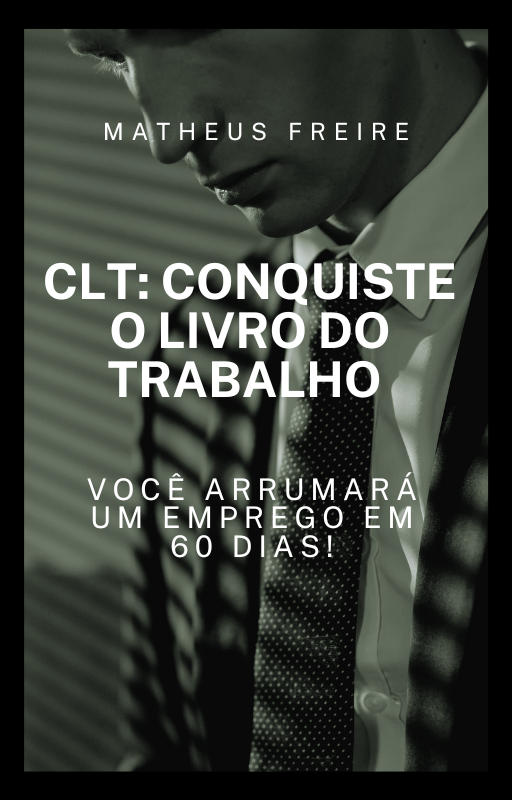 MATHEUS FREIRE
CLT: CONQUISTE
O LIVRO DO
TRABALHO
VOCÊ ARRUMARÁ
UM EMPREGO EM
60 DIAS!